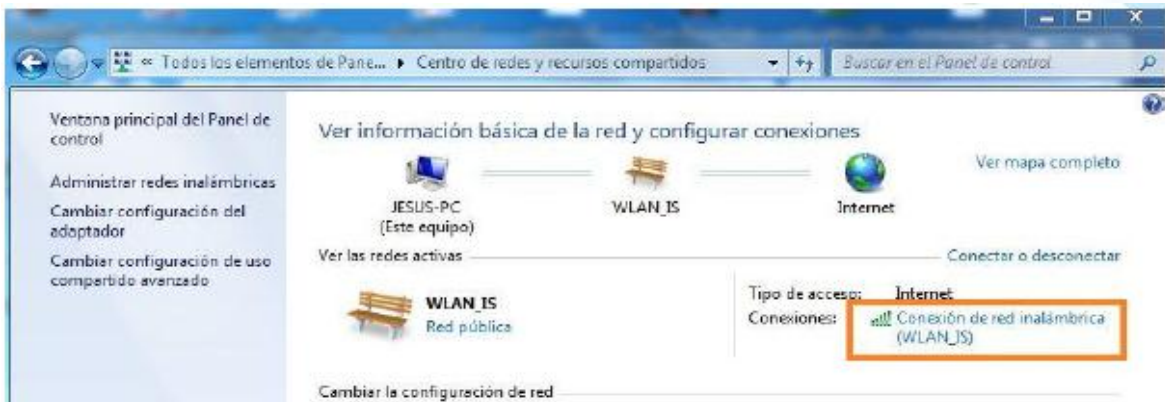 « Todos los elementos de Pane... ▸ Centro de redes y recursos compartidos
Buscar en el Panel de control
Ventana principal del Panel de
control
Administrar redes inalámbricas
Cambiar configuración del
adaptador
Cambiar configuración de uso
compartido avanzado
Ver información básica de la red y configurar conexiones
Ver mapa completo
JESUS-PC
(Este equipo)
WLAN_IS
Internet
Ver las redes activas
Conectar o desconectar
WLAN_IS
Red pública
Tipo de acceso: Internet
Conexiones: Conexión de red inalámbrica
(WLAN_IS)
Cambiar la configuración de red